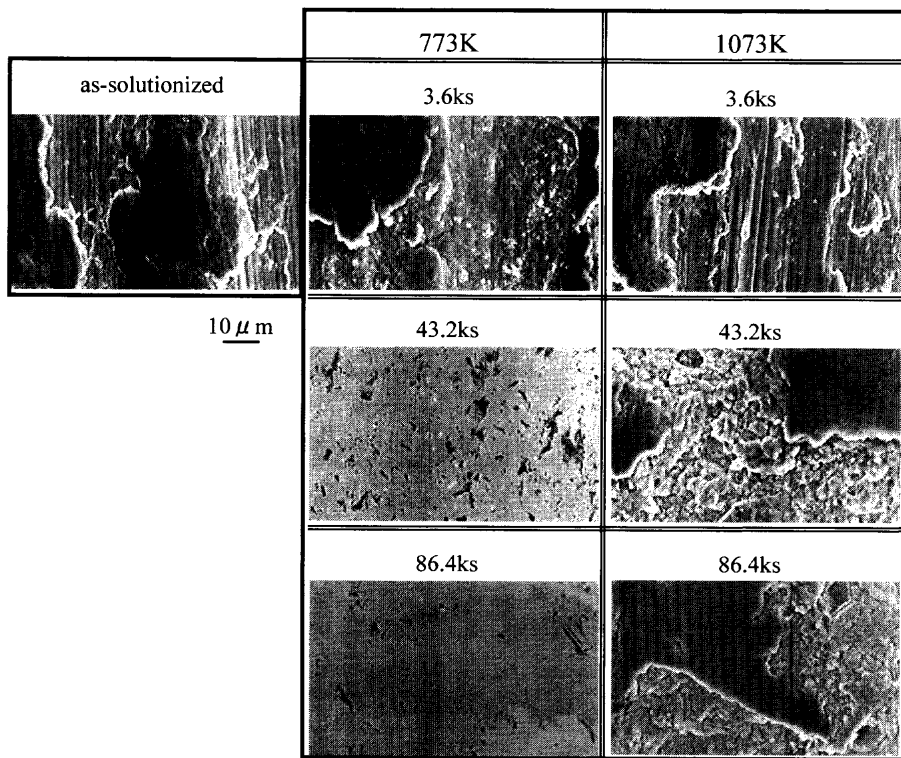 773K
1073K
as-solutionized
3.6ks
3.6ks
10 μm
43.2ks
43.2ks
86.4ks
86.4ks